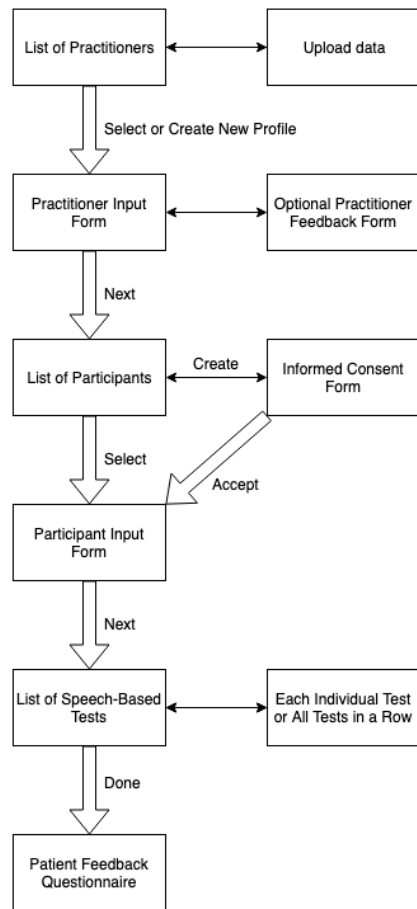 List of Practitioners
Upload data
Select or Create New Profile
Practitioner Input
Form
Optional Practitioner
Feedback Form
Next
List of Participants
Create
Informed Consent
Form
Select
Accept
Participant Input
Form
Next
List of Speech-Based
Tests
Each Individual Test
or All Tests in a Row
Done
Patient Feedback
Questionnaire